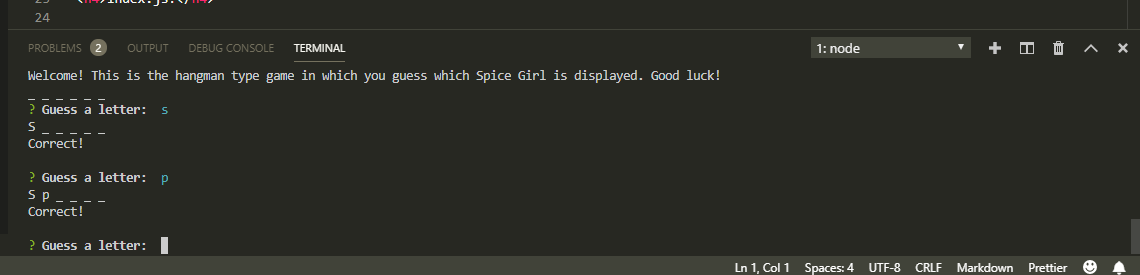 23 <h4>index.js:</h4>
24
PROBLEMS 2 OUTPUT DEBUG CONSOLE TERMINAL 1: node
Welcome! This is the hangman type game in which you guess which Spice Girl is displayed. Good luck!
_ _ _ _ _ _
? Guess a letter: s
S _ _ _ _ _
Correct!
? Guess a letter: p
S p _ _ _ _
Correct!
? Guess a letter:
Ln 1, Col 1 Spaces: 4 UTF-8 CRLF Markdown Prettier